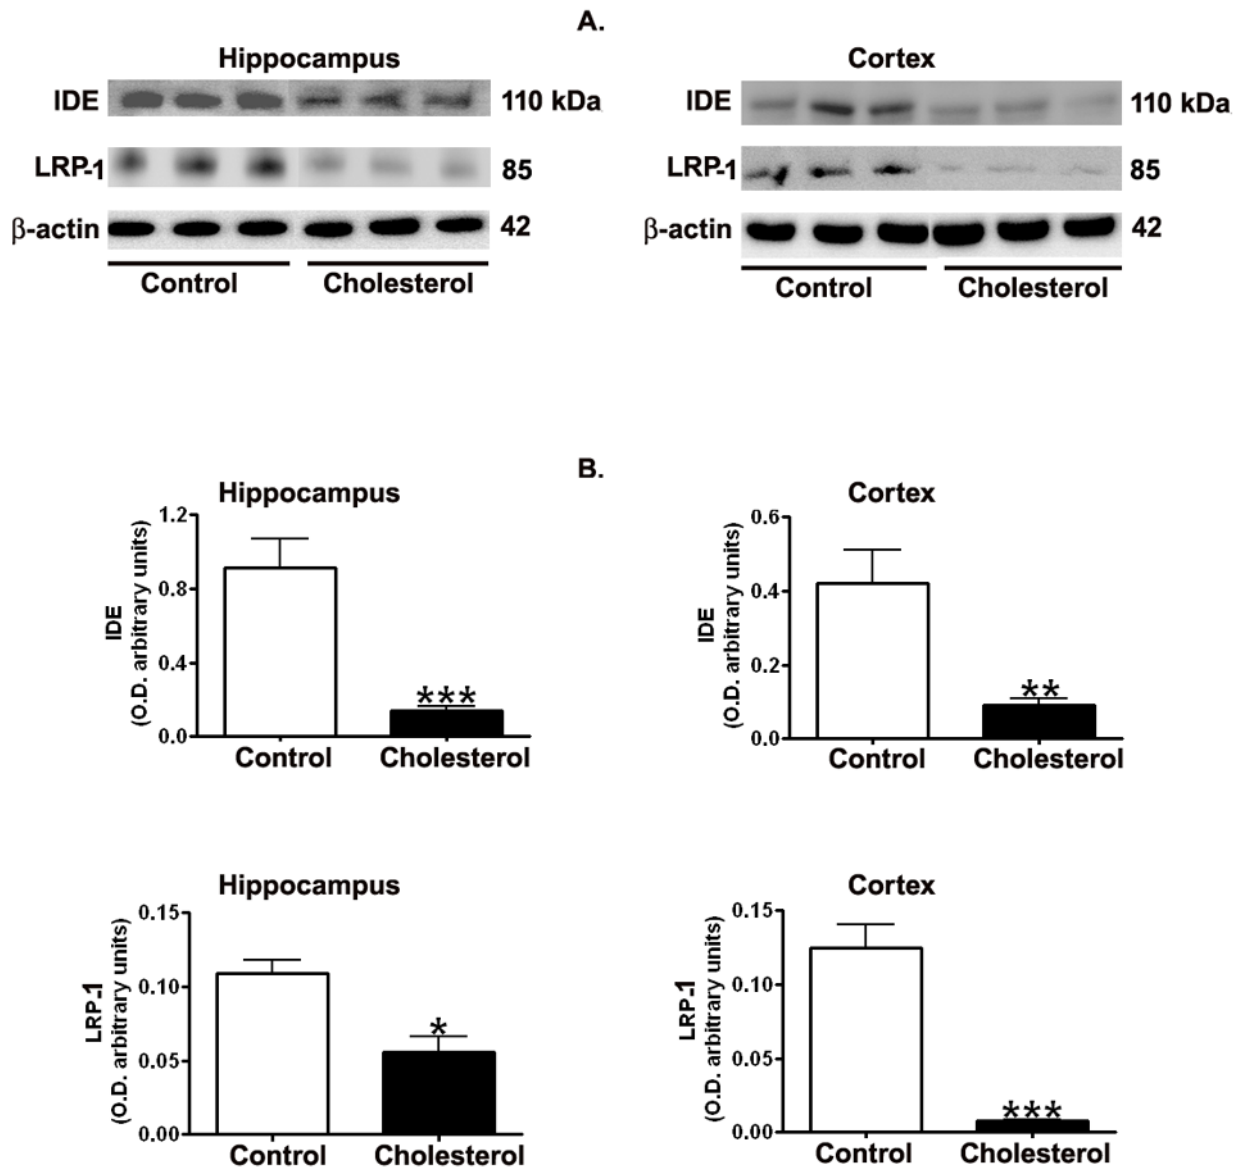 A.
Hippocampus
IDE
110 kDa
LRP-1
85
β-actin
42
Control
Cholesterol
Cortex
IDE
110 kDa
LRP-1
85
β-actin
42
Control
Cholesterol
B.
Hippocampus
IDE
(O.D. arbitrary units)
1.2
0.8
0.4
0.0
***
Control
Cholesterol
Cortex
IDE
(O.D. arbitrary units)
0.6
0.4
0.2
0.0
**
Control
Cholesterol
Hippocampus
LRP-1
(O.D. arbitrary units)
0.15
0.10
0.05
0.00
*
Control
Cholesterol
Cortex
LRP-1
(O.D. arbitrary units)
0.15
0.10
0.05
0.00
***
Control
Cholesterol